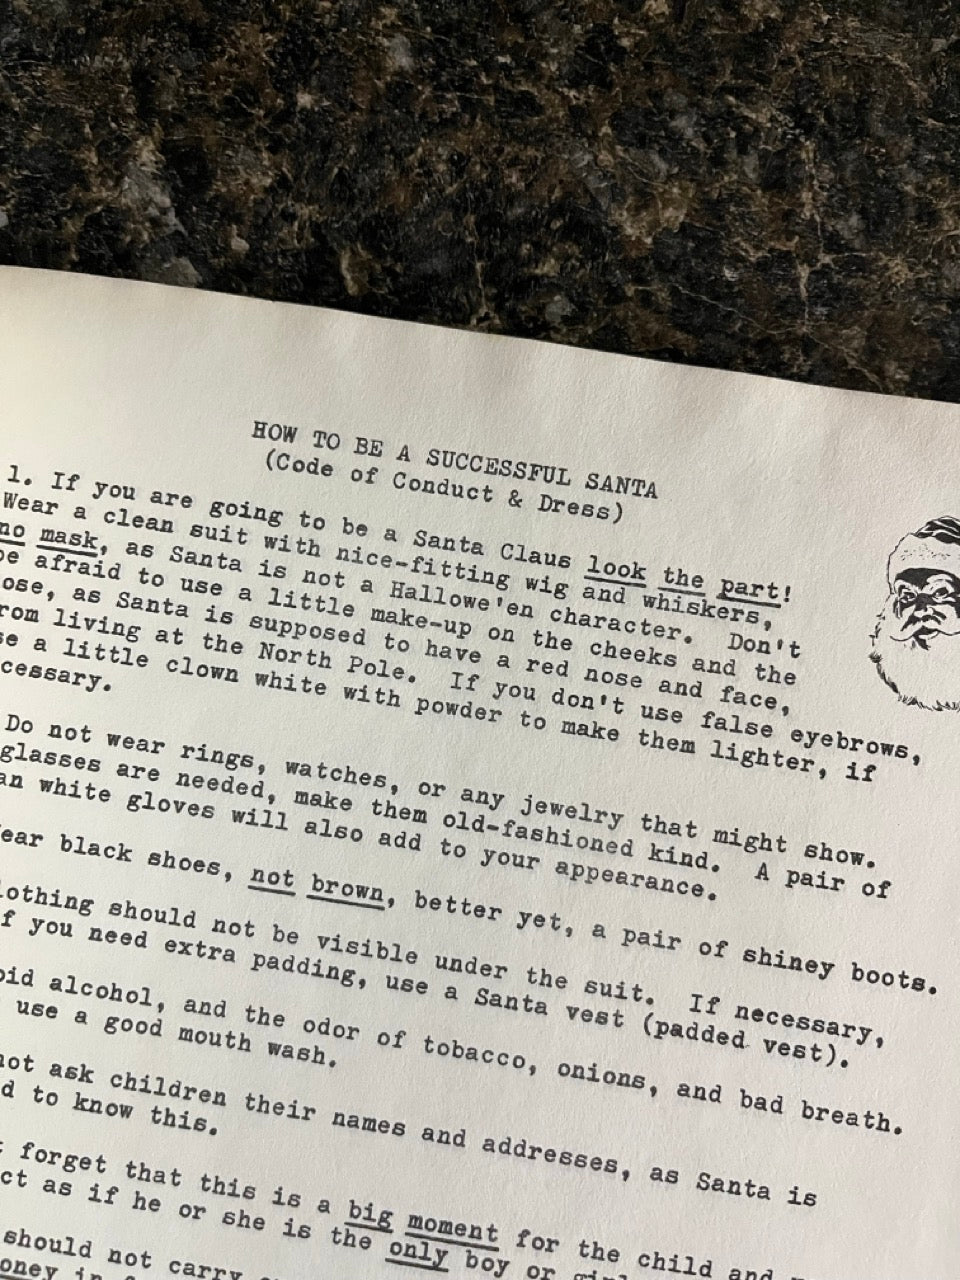 HOW TO BE A SUCCESSFUL SANTA
(Code of Conduct & Dress)
1. If you are going to be a Santa Claus look the part!
Wear a clean suit with nice-fitting wig and whiskers,
no mask, as Santa is not a Hallowe'en character. Don't
be afraid to use a little make-up on the cheeks and the
ose, as Santa is supposed to have a red nose and face,
rom living at the North Pole. If you don't use false eyebrows,
se a little clown white with powder to make them lighter, if
cessary.
Do not wear rings, watches, or any jewelry that might show.
glasses are needed, make them old-fashioned kind. A pair of
an white gloves will also add to your appearance.
ear black shoes, not brown, better yet, a pair of shiney boots.
lothing should not be visible under the suit. If necessary,
f you need extra padding, use a Santa vest (padded vest).
oid alcohol, and the odor of tobacco, onions, and bad breath.
use a good mouth wash.
not ask children their names and addresses, as Santa is
d to know this.
t forget that this is a big moment for the child and
ct as if he or she is the only boy or
should not carry
oney in